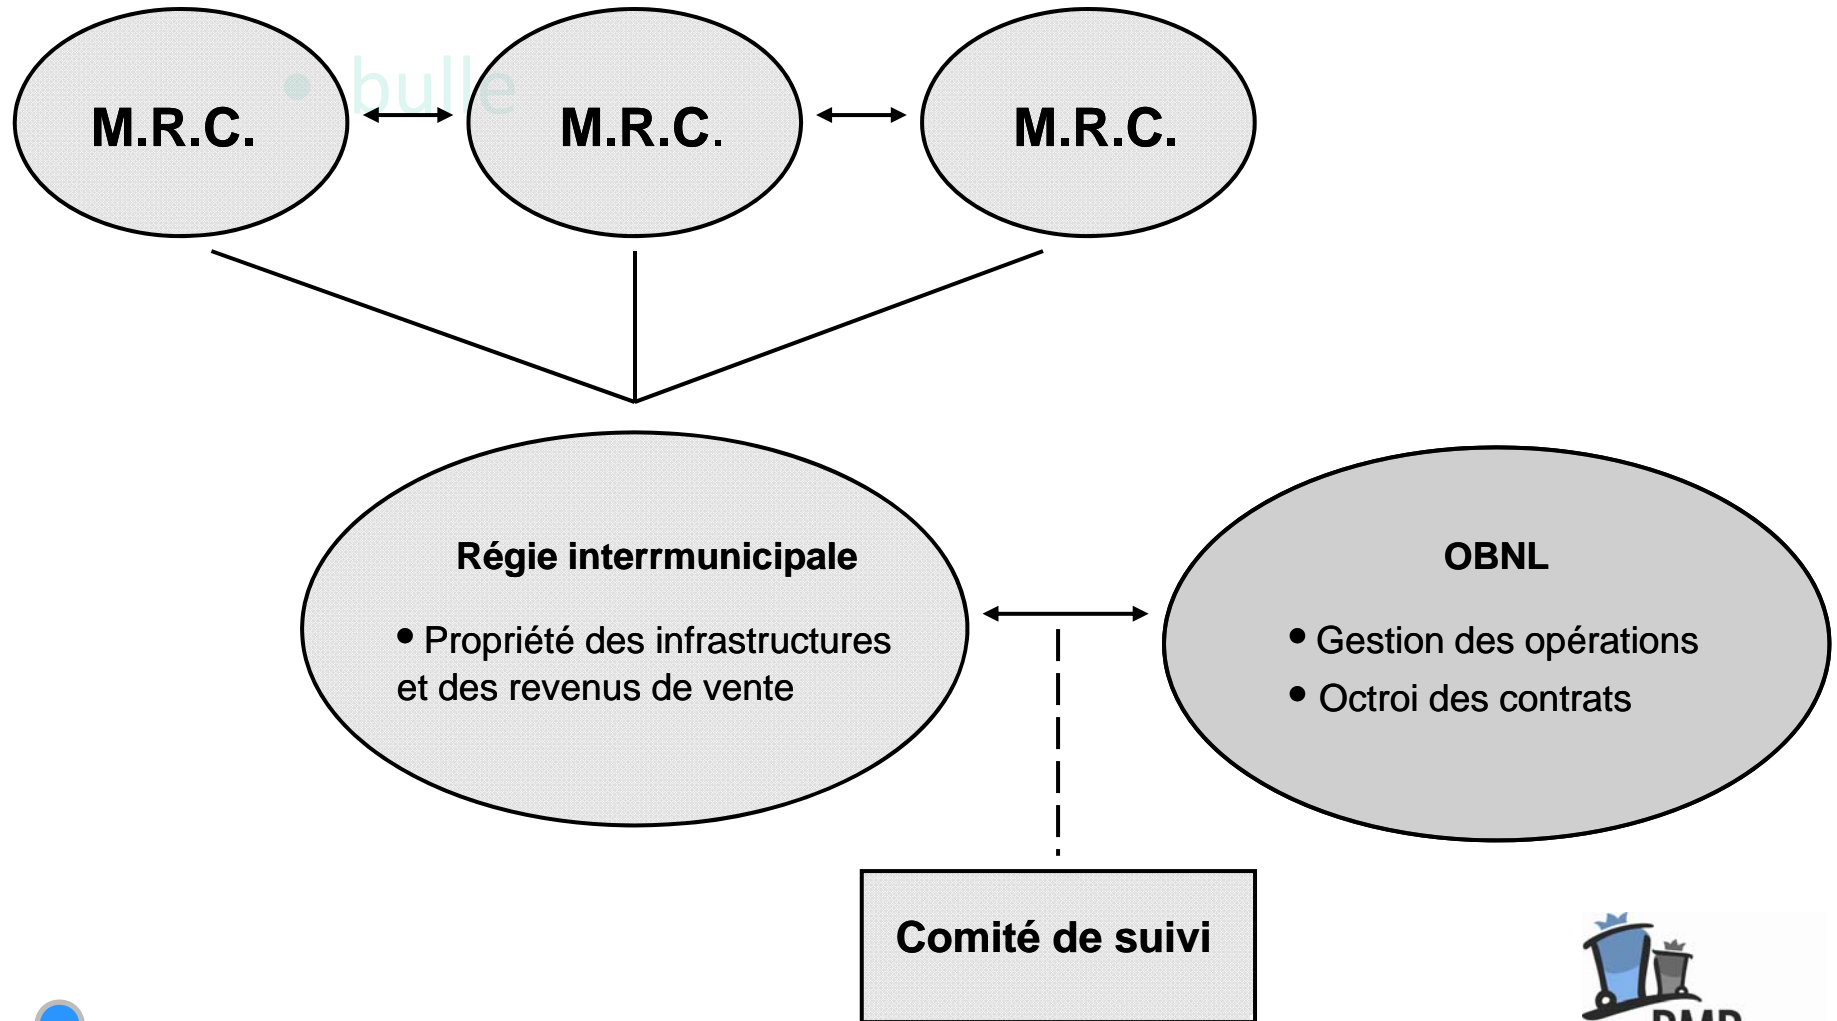 • bulle
M.R.C.
M.R.C.
M.R.C.
Régie interrmunicipale
• Propriété des infrastructures
et des revenus de vente
OBNL
• Gestion des opérations
• Octroi des contrats
Comité de suivi